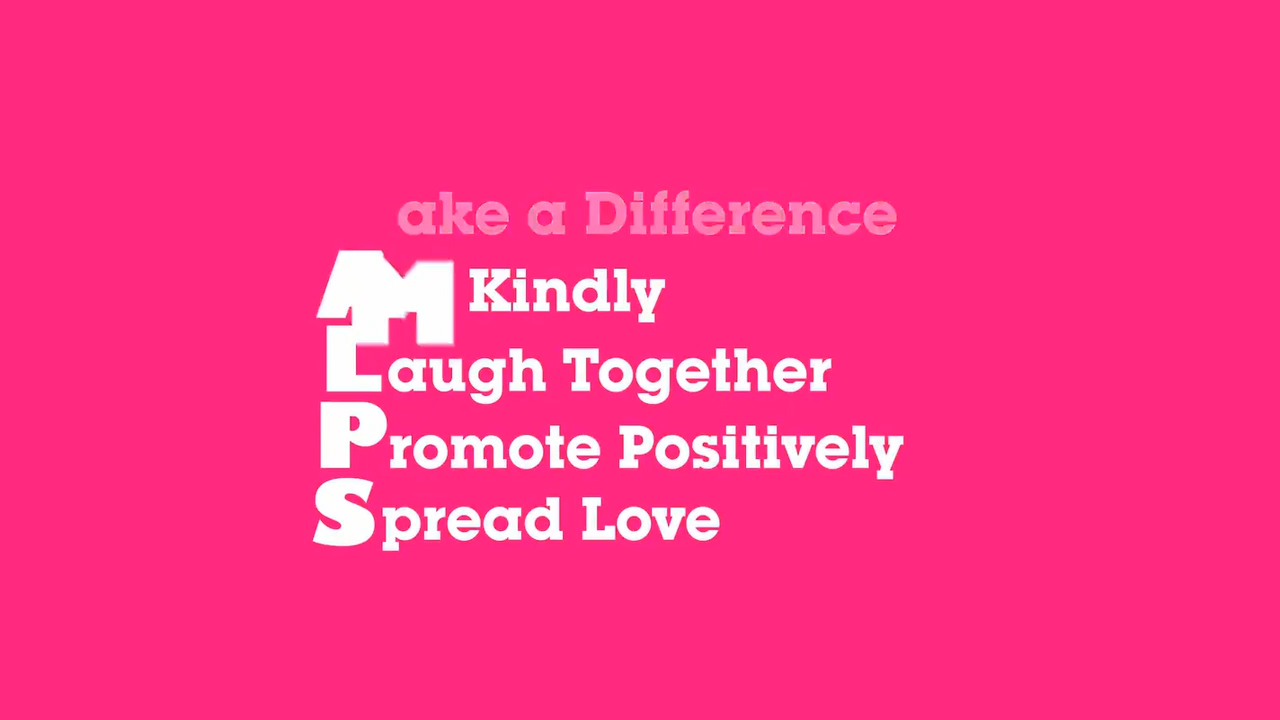 ake a Difference
M Kindly
Laugh Together
Promote Positively
Spread Love